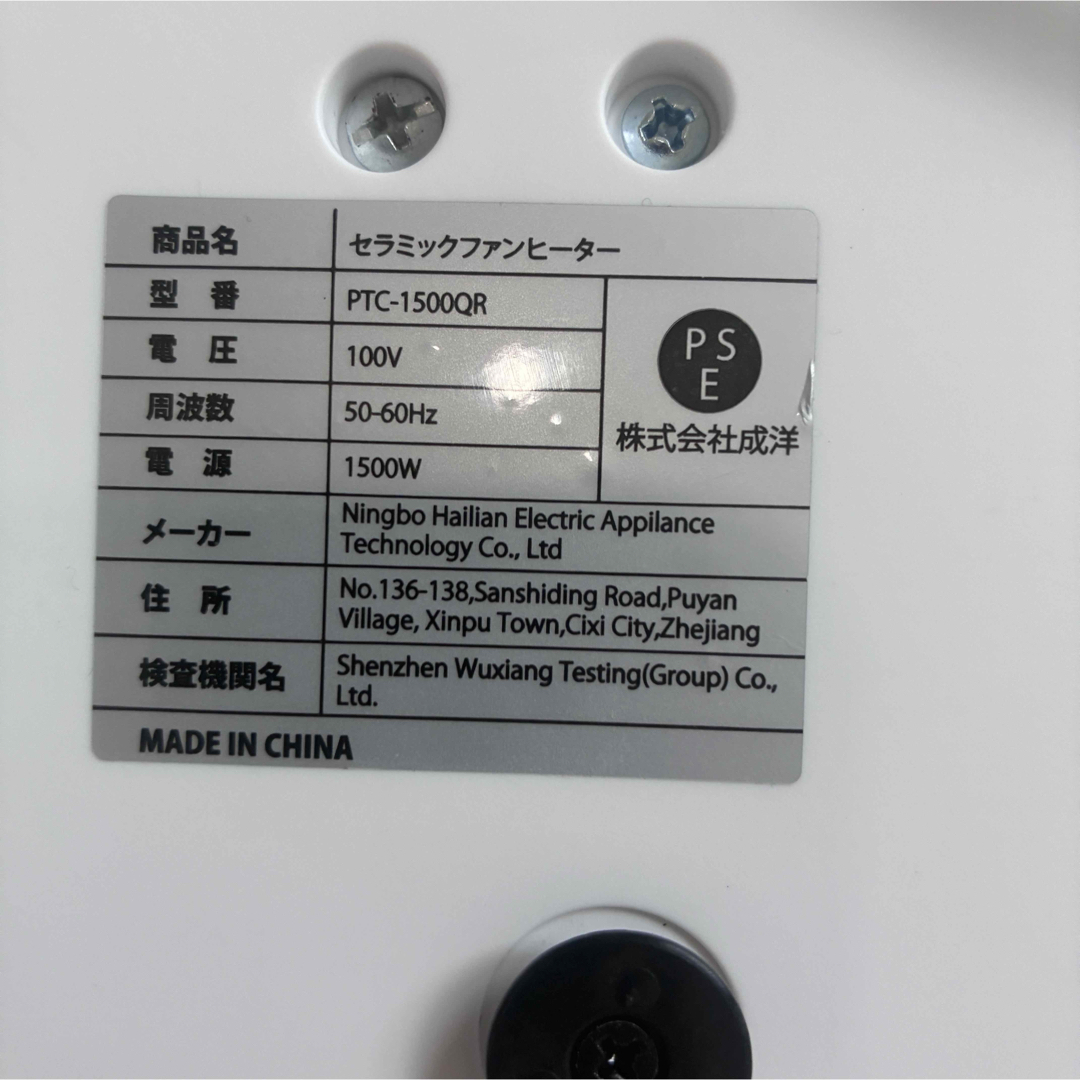 商品名 セラミックファンヒーター
型 番 PTC-1500QR
電 圧 100V
周波数 50-60Hz
電 源 1500W
P S
E
株式会社成洋
メーカー Ningbo Hailian Electric Appilance
Technology Co., Ltd
住 所 No.136-138,Sanshiding Road,Puyan
Village, Xinpu Town,Cixi City,Zhejiang
検査機関名 Shenzhen Wuxiang Testing(Group) Co.,
Ltd.
MADE IN CHINA